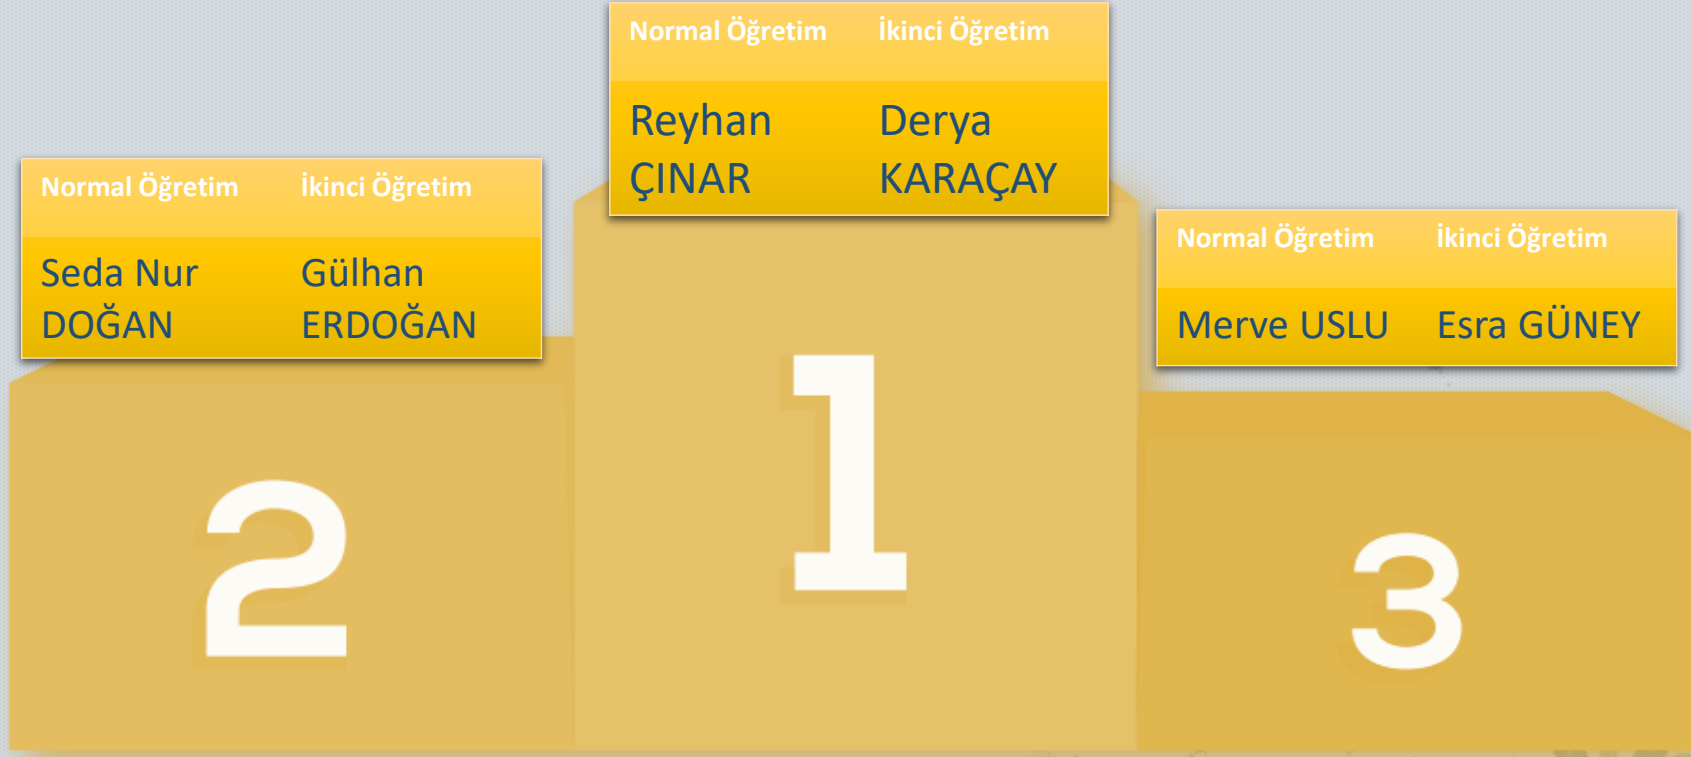 Normal Öğretim İkinci Öğretim
Reyhan ÇINAR Derya KARAÇAY
Normal Öğretim İkinci Öğretim
Seda Nur DOĞAN Gülhan ERDOĞAN
Normal Öğretim İkinci Öğretim
Merve USLU Esra GÜNEY
2
1
3